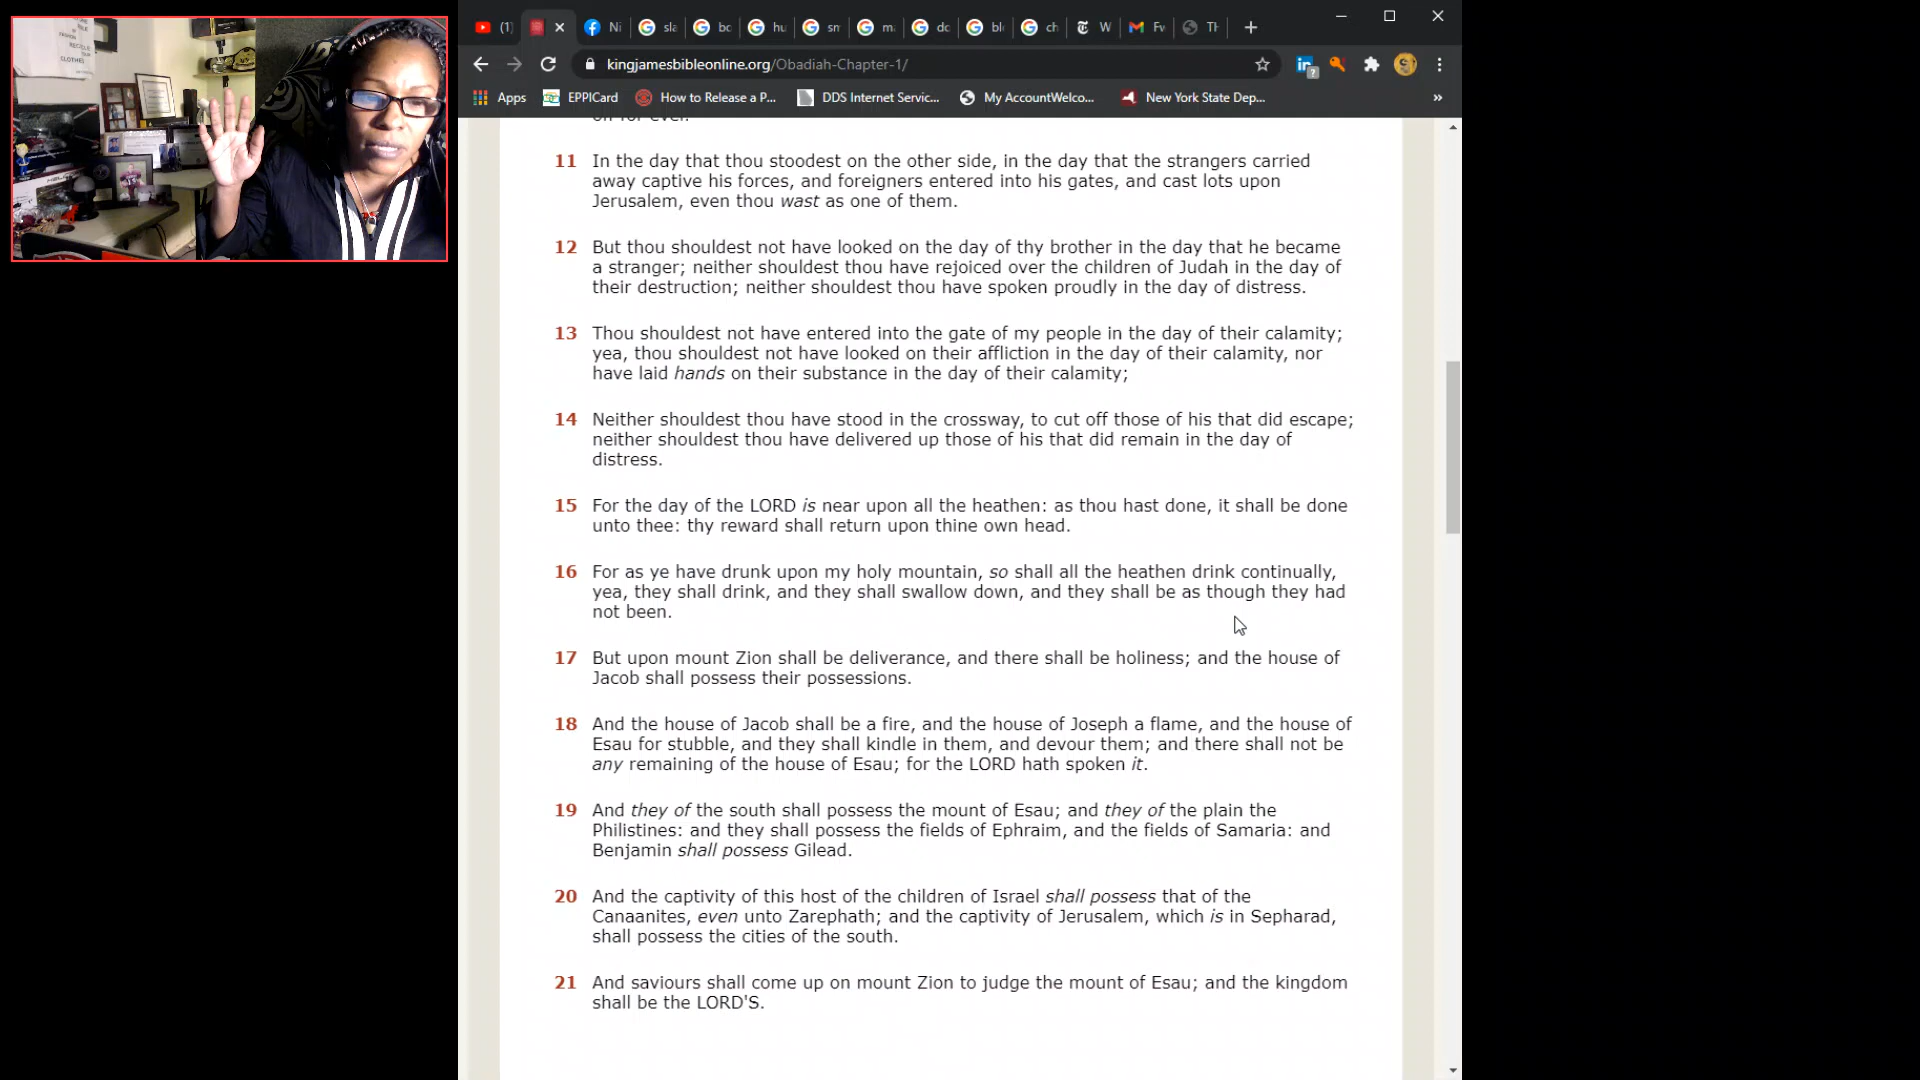 (1)
Ni
sla
bc
hu
sn
m
dc
bl
ch
W
Fv
Th
kingjamesbibleonline.org/Obadiah-Chapter-1/
Apps
EPPICard
How to Release a P...
DDS Internet Servic...
My AccountWelco...
New York State Dep...
»
off for ever.
11 In the day that thou stoodest on the other side, in the day that the strangers carried
away captive his forces, and foreigners entered into his gates, and cast lots upon
Jerusalem, even thou wast as one of them.
12 But thou shouldest not have looked on the day of thy brother in the day that he became
a stranger; neither shouldest thou have rejoiced over the children of Judah in the day of
their destruction; neither shouldest thou have spoken proudly in the day of distress.
13 Thou shouldest not have entered into the gate of my people in the day of their calamity;
yea, thou shouldest not have looked on their affliction in the day of their calamity, nor
have laid hands on their substance in the day of their calamity;
14 Neither shouldest thou have stood in the crossway, to cut off those of his that did escape;
neither shouldest thou have delivered up those of his that did remain in the day of
distress.
15 For the day of the LORD is near upon all the heathen: as thou hast done, it shall be done
unto thee: thy reward shall return upon thine own head.
16 For as ye have drunk upon my holy mountain, so shall all the heathen drink continually,
yea, they shall drink, and they shall swallow down, and they shall be as though they had
not been.
17 But upon mount Zion shall be deliverance, and there shall be holiness; and the house of
Jacob shall possess their possessions.
18 And the house of Jacob shall be a fire, and the house of Joseph a flame, and the house of
Esau for stubble, and they shall kindle in them, and devour them; and there shall not be
any remaining of the house of Esau; for the LORD hath spoken it.
19 And they of the south shall possess the mount of Esau; and they of the plain the
Philistines: and they shall possess the fields of Ephraim, and the fields of Samaria: and
Benjamin shall possess Gilead.
20 And the captivity of this host of the children of Israel shall possess that of the
Canaanites, even unto Zarephath; and the captivity of Jerusalem, which is in Sepharad,
shall possess the cities of the south.
21 And saviours shall come up on mount Zion to judge the mount of Esau; and the kingdom
shall be the LORD'S.